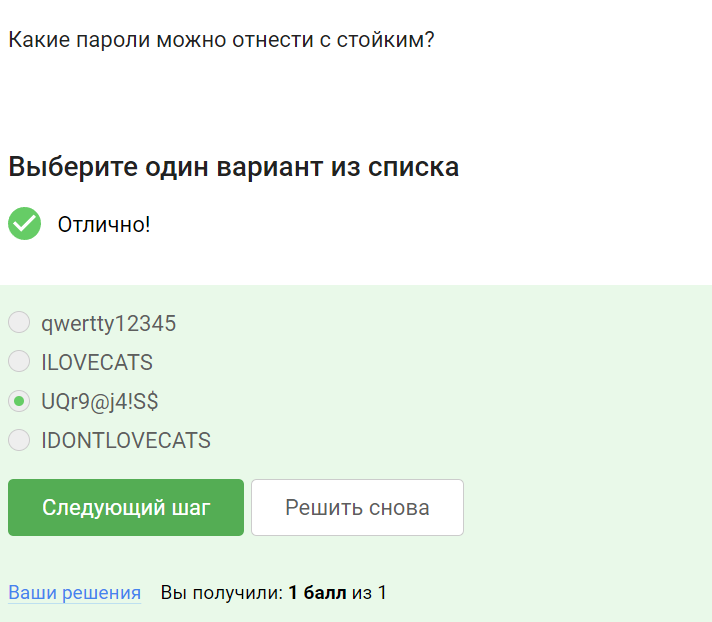 Какие пароли можно отнести с стойким?
Выберите один вариант из списка
Отлично!
qwertty12345
ILOVECATS
UQr9@j4!S$
IDONTLOVECATS
Следующий шаг Решить снова
Ваши решения Вы получили: 1 балл из 1